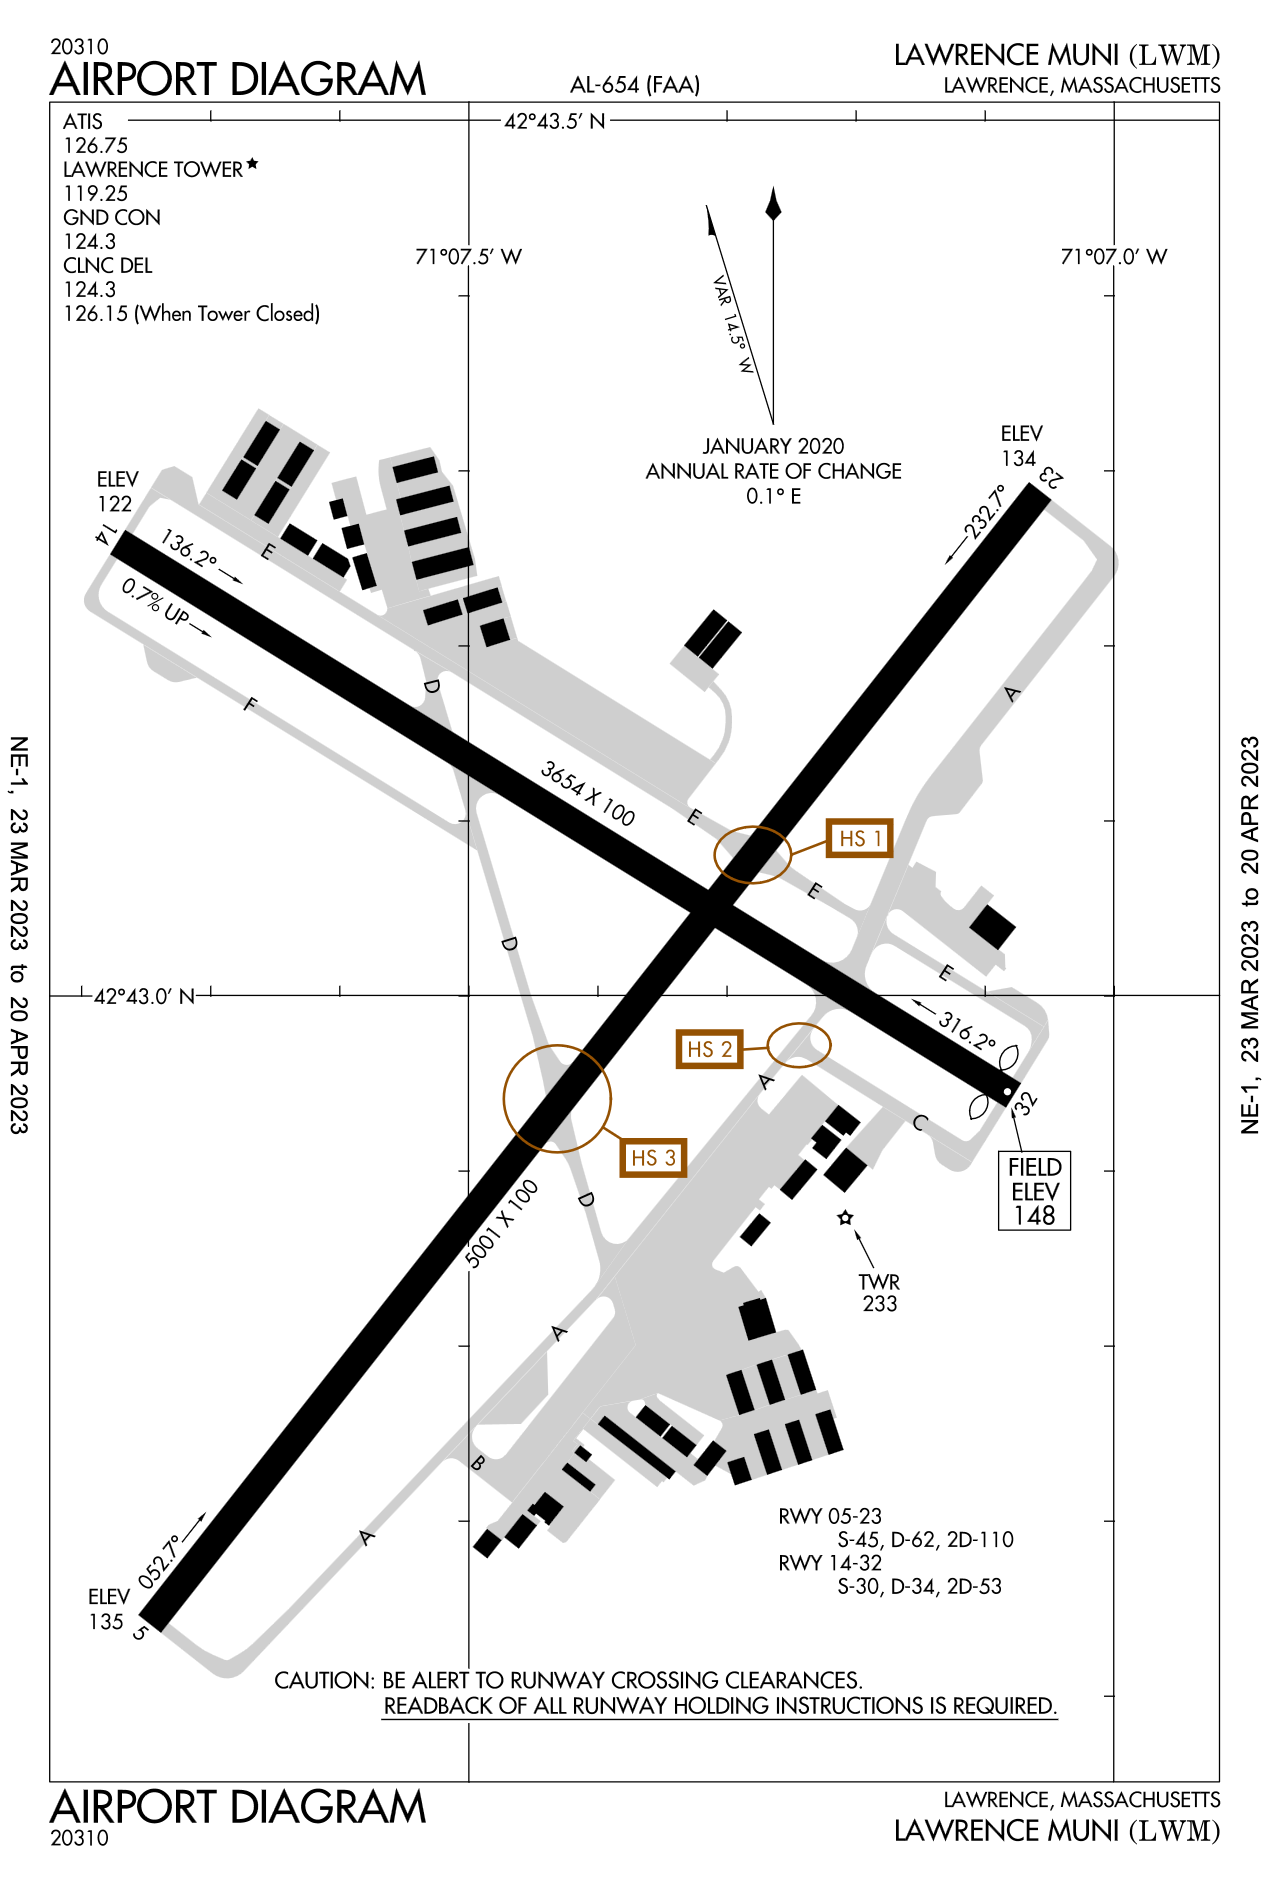 20310
AIRPORT DIAGRAM
AL-654 (FAA)
LAWRENCE MUNI (LWM)
LAWRENCE, MASSACHUSETTS
ATIS
126.75
LAWRENCE TOWER★
119.25
GND CON
124.3
CLNC DEL
124.3
126.15 (When Tower Closed)
42°43.5' N
71°07.5' W
71°07.0' W
VAR 14.5° W
JANUARY 2020
ANNUAL RATE OF CHANGE
0.1° E
ELEV
134
23
232.7°
ELEV
122
14
136.2°
0.7% UP
E
D
F
A
3654 X 100
E
HS 1
E
D
E
42°43.0' N
316.2°
HS 2
A
C
32
HS 3
FIELD
ELEV
148
D
5001 X 100
TWR
233
A
B
A
RWY 05-23
S-45, D-62, 2D-110
RWY 14-32
S-30, D-34, 2D-53
052.7°
ELEV
135
5
CAUTION: BE ALERT TO RUNWAY CROSSING CLEARANCES.
READBACK OF ALL RUNWAY HOLDING INSTRUCTIONS IS REQUIRED.
NE-1, 23 MAR 2023 to 20 APR 2023
NE-1, 23 MAR 2023 to 20 APR 2023
AIRPORT DIAGRAM
20310
LAWRENCE, MASSACHUSETTS
LAWRENCE MUNI (LWM)